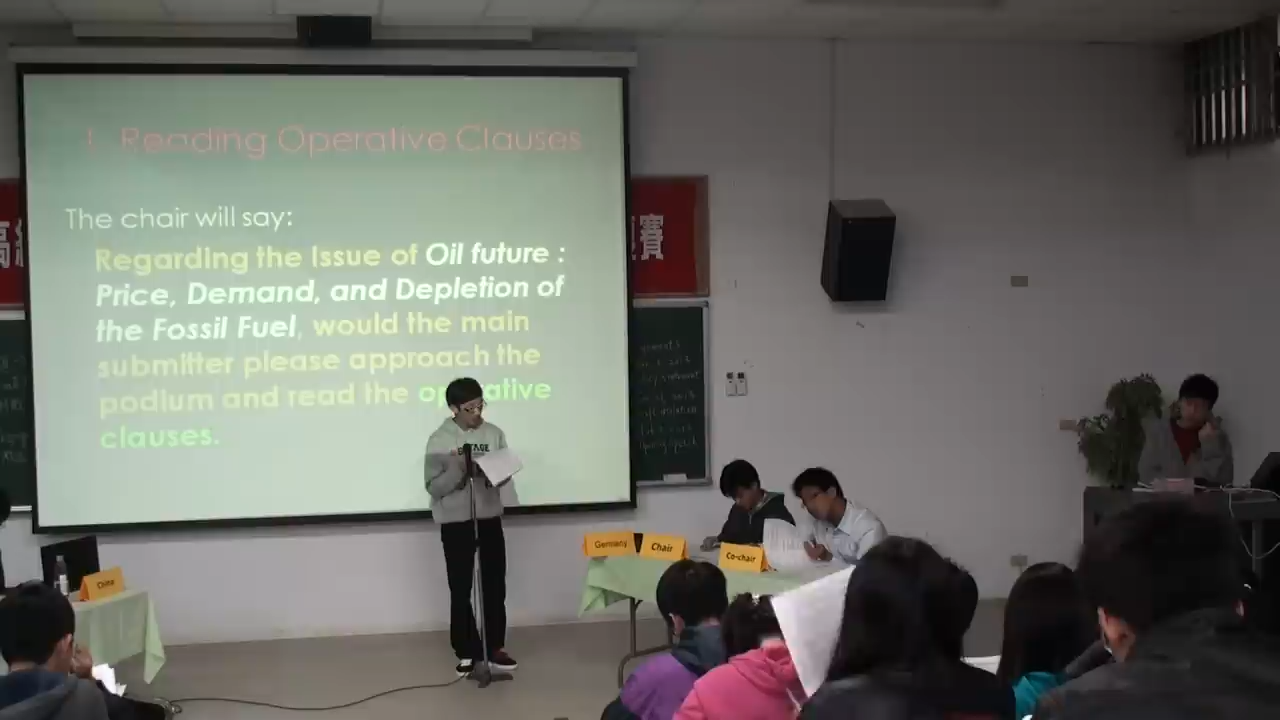 1. Reading Operative Clauses
The chair will say:
Regarding the Issue of Oil future :
Price, Demand, and Depletion of
the Fossil Fuel, would the main
submitter please approach the
podium and read the
clauses.
賽
Germany
Chair
Co-chair
China